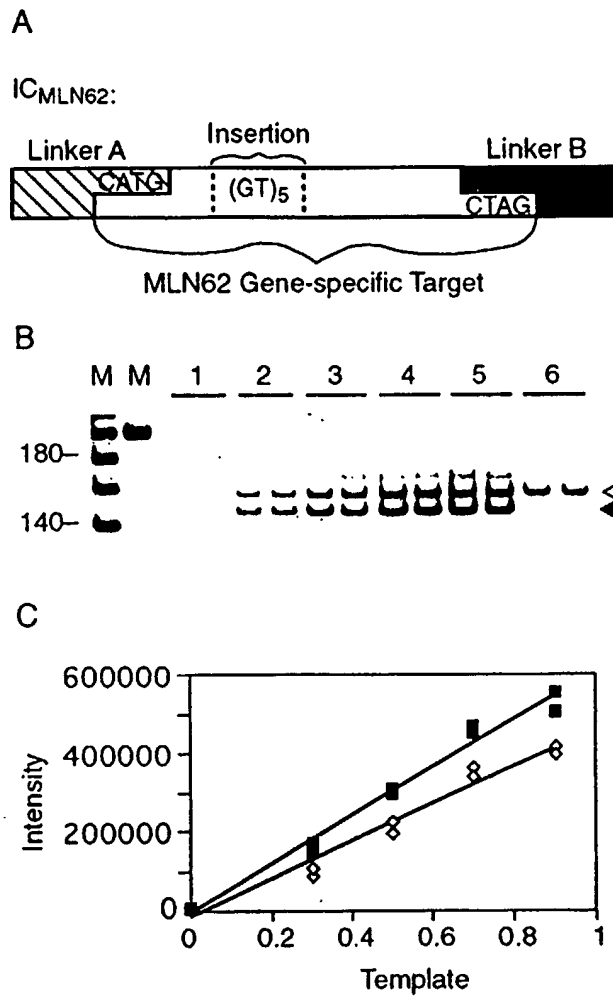 A
IC MLN62:
Insertion
Linker A
Linker B
CATG
(GT)5
CTAG
MLN62 Gene-specific Target
B
M M 1 2 3 4 5 6
180–
140–
C
600000
400000
200000
0
Intensity
0 0.2 0.4 0.6 0.8 1
Template